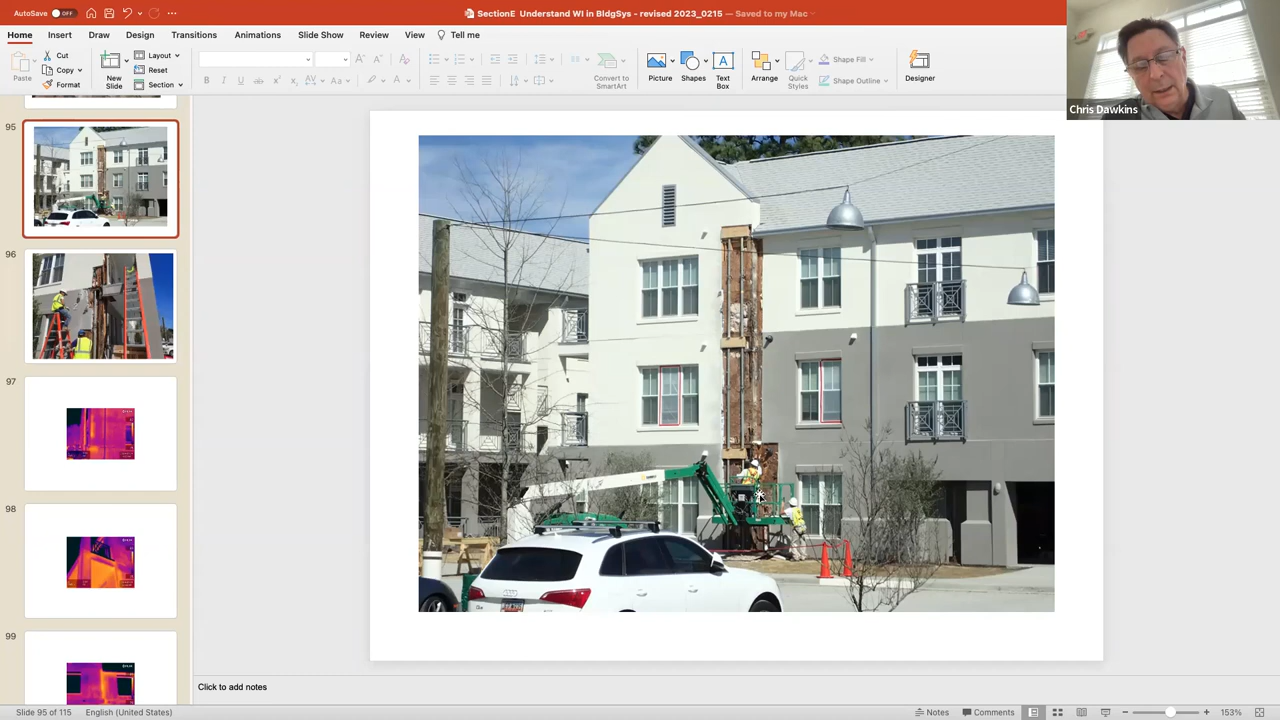 AutoSave OFF
SectionE Understand WI in BldgSys - revised 2023_0215 — Saved to my Mac
Home Insert Draw Design Transitions Animations Slide Show Review View Tell me
Paste
Cut
Copy
Format
New Slide
Layout
Reset
Section
B I U ab
Convert to SmartArt
Picture
Shapes
Text Box
Arrange
Quick Styles
Shape Fill
Shape Outline
Designer
Chris Dawkins
95
96
97
98
99
Click to add notes
Slide 95 of 115 English (United States) Notes Comments 153%